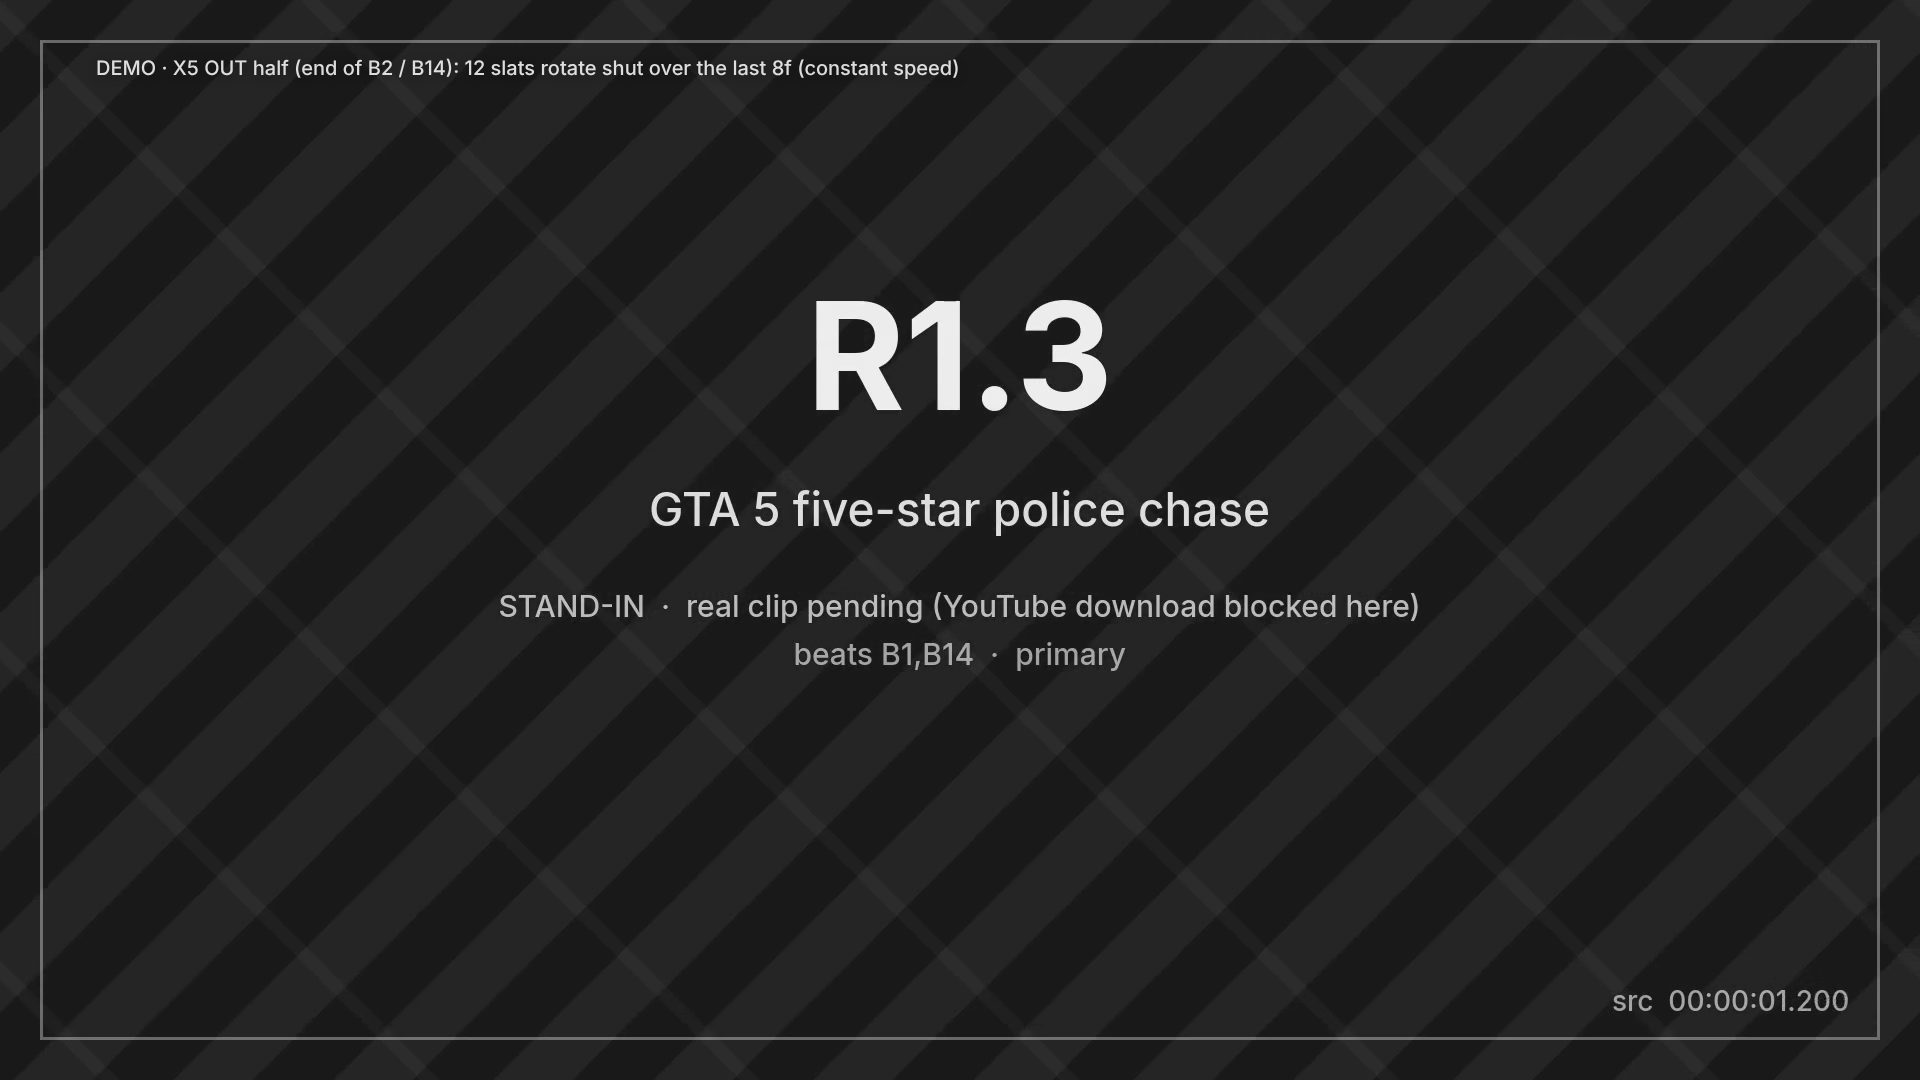 DEMO · X5 OUT half (end of B2 / B14): 12 slats rotate shut over the last 8f (constant speed)
R1.3
GTA 5 five-star police chase
STAND-IN · real clip pending (YouTube download blocked here)
beats B1,B14 · primary
src 00:00:01.200